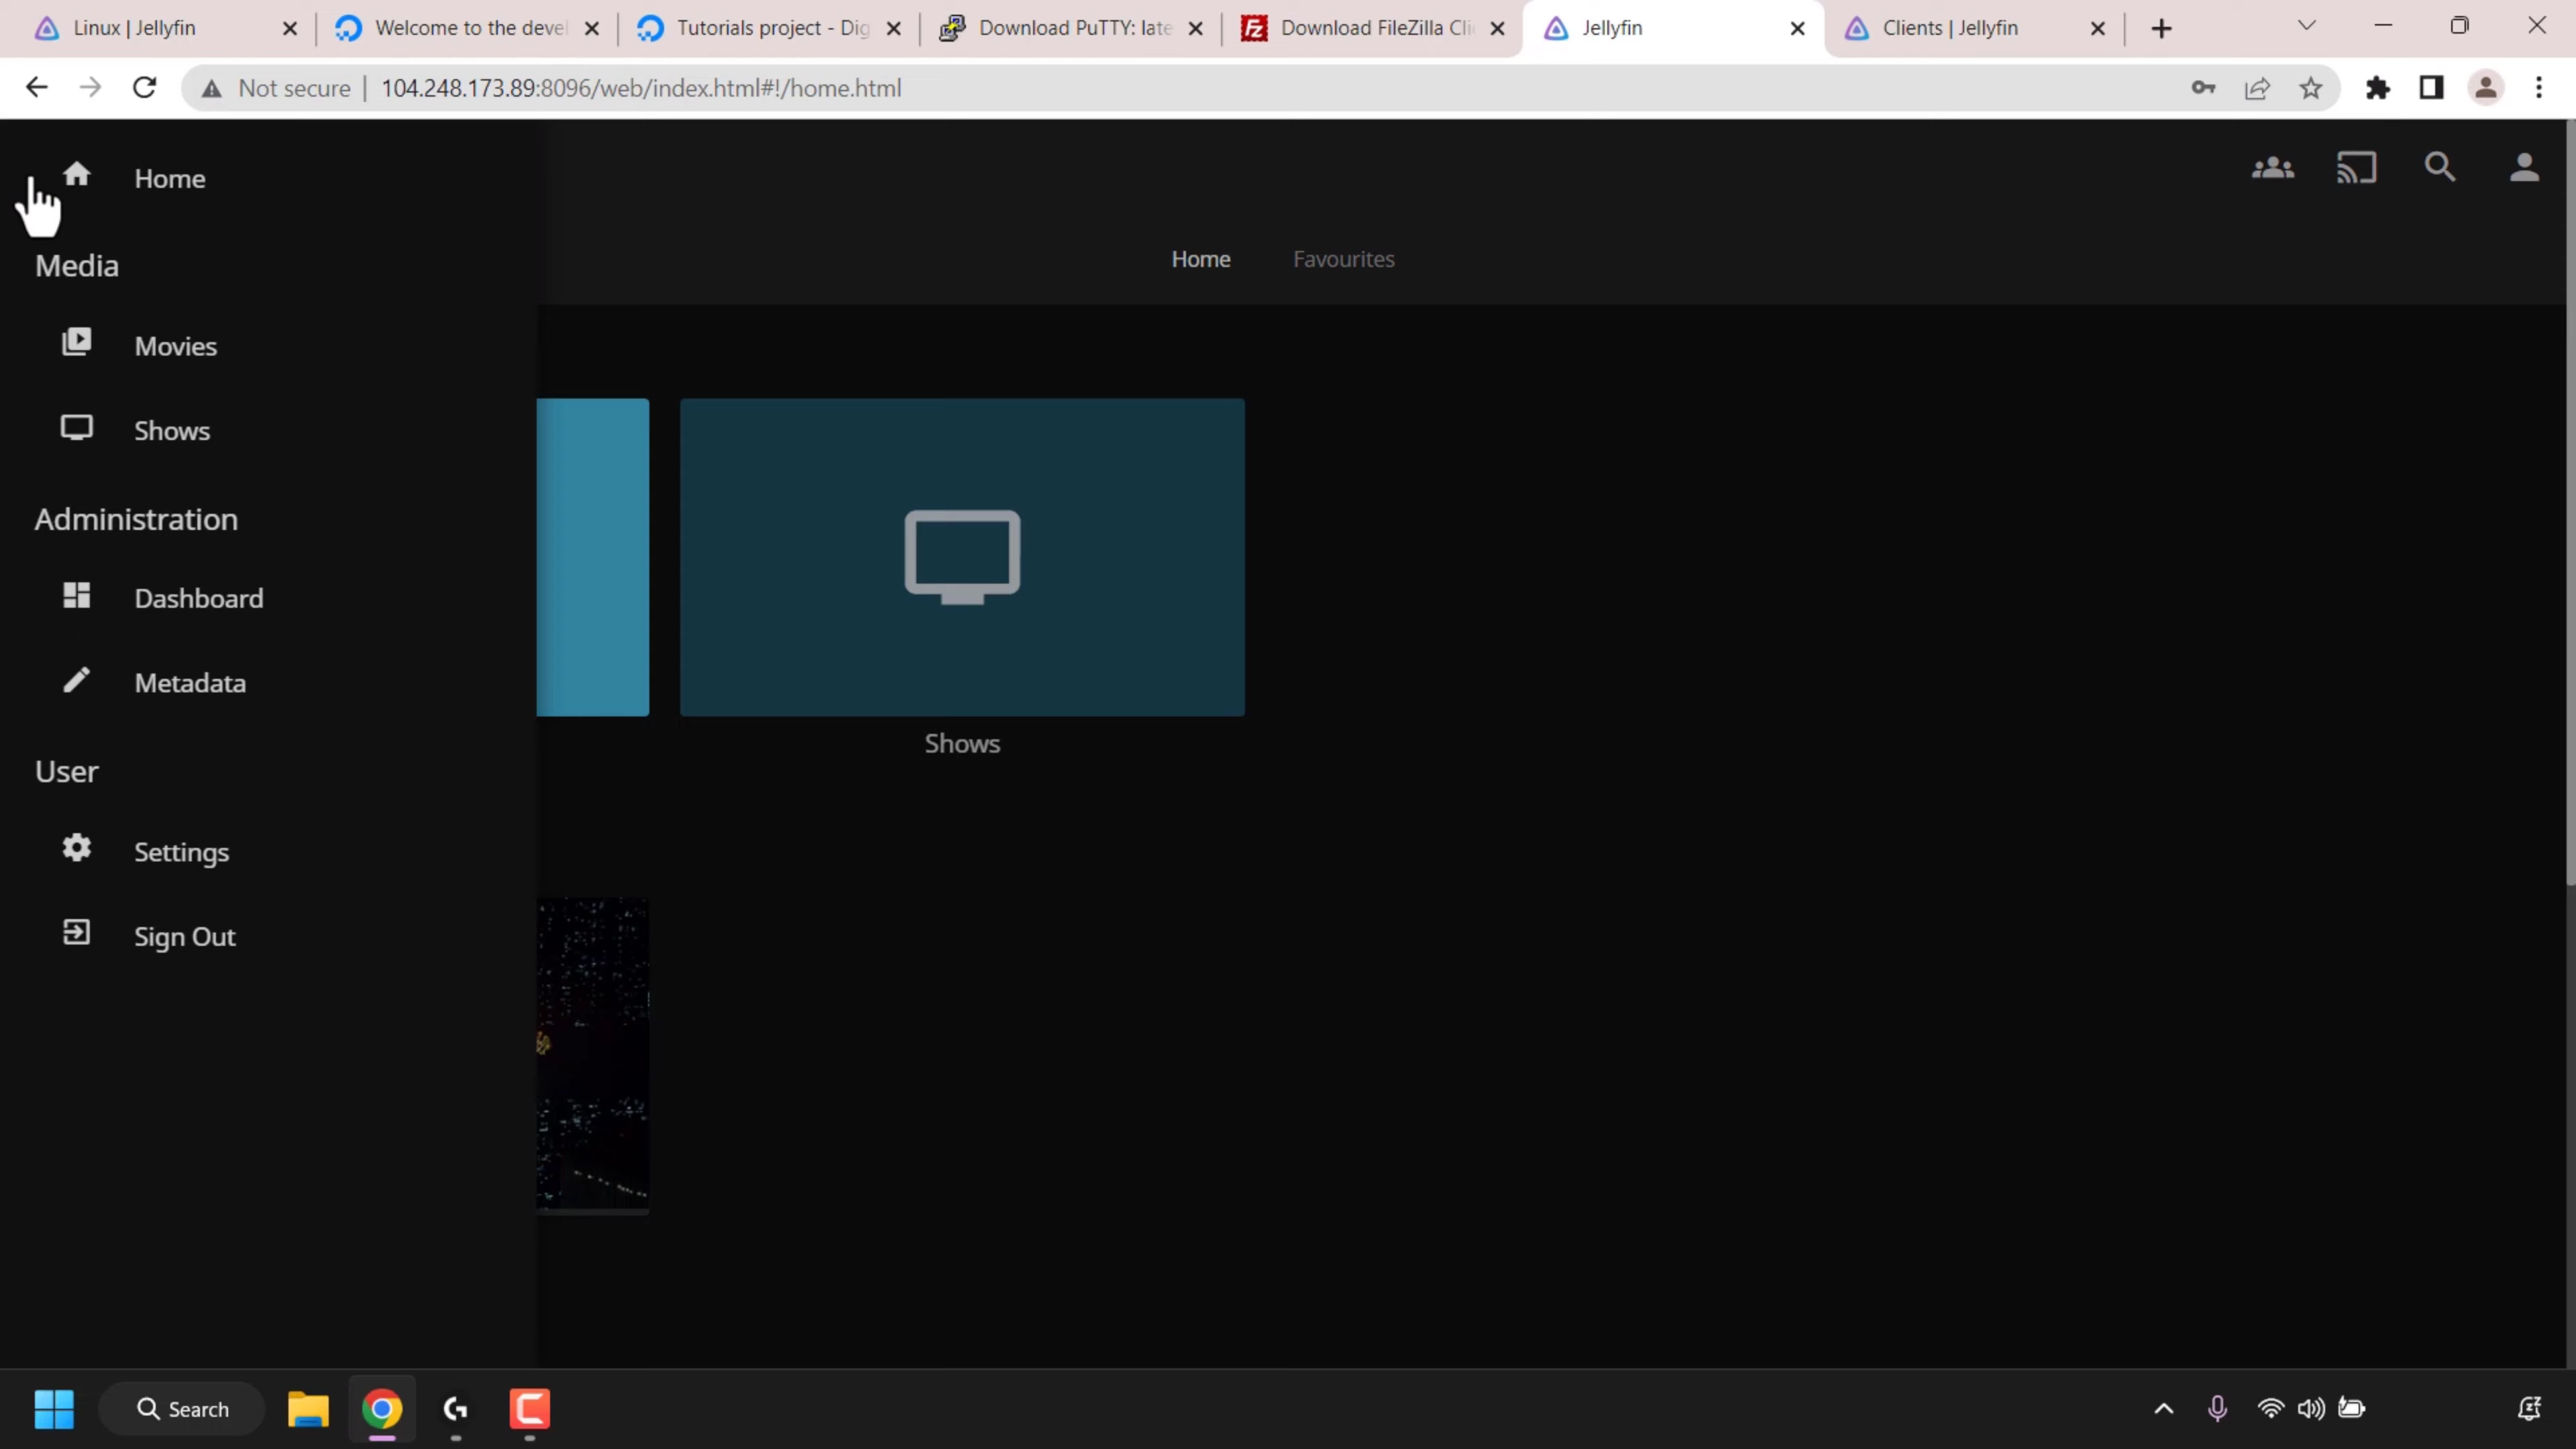 Linux | Jellyfin
Welcome to the devel
Tutorials project - Dig
Download PuTTY: late
Download FileZilla Cli
Jellyfin
Clients | Jellyfin
Not secure | 104.248.173.89:8096/web/index.html#!/home.html
Home
Media
Movies
Shows
Administration
Dashboard
Metadata
User
Settings
Sign Out
Home
Favourites
Shows
Search